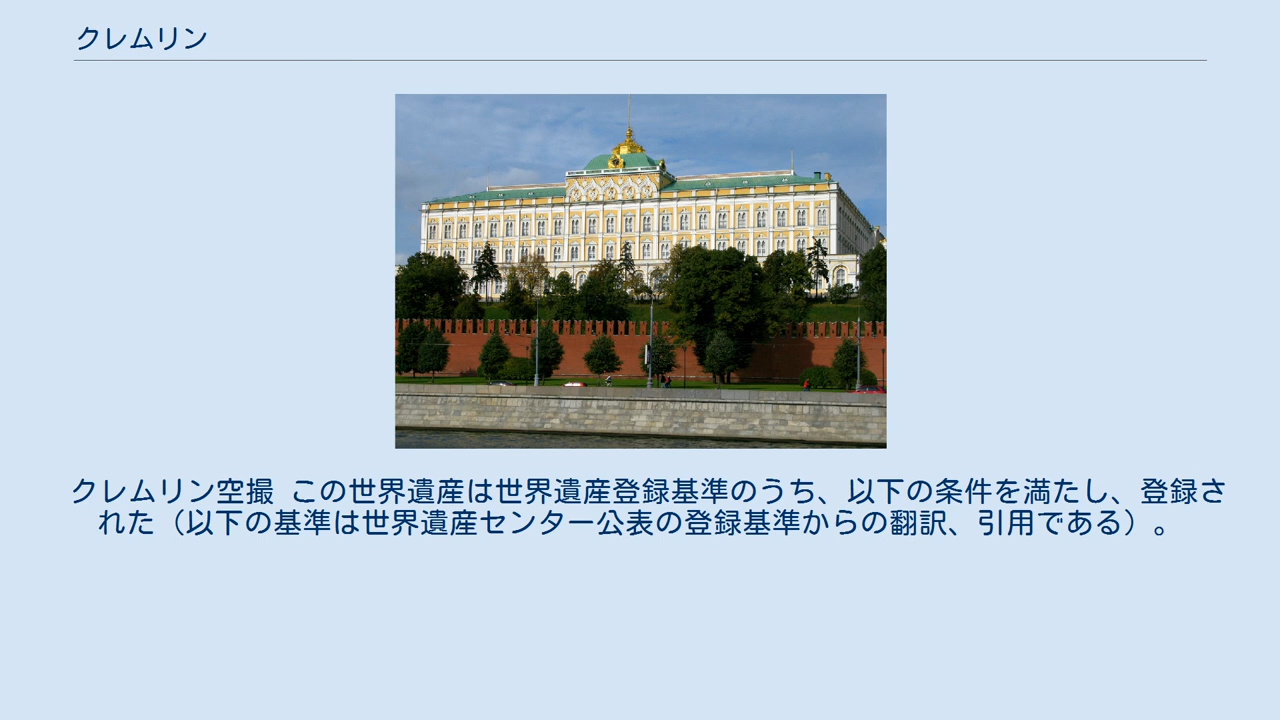 クレムリン
クレムリン空撮 この世界遺産は世界遺産登録基準のうち、以下の条件を満たし、登録さ
れた（以下の基準は世界遺産センター公表の登録基準からの翻訳、引用である）。